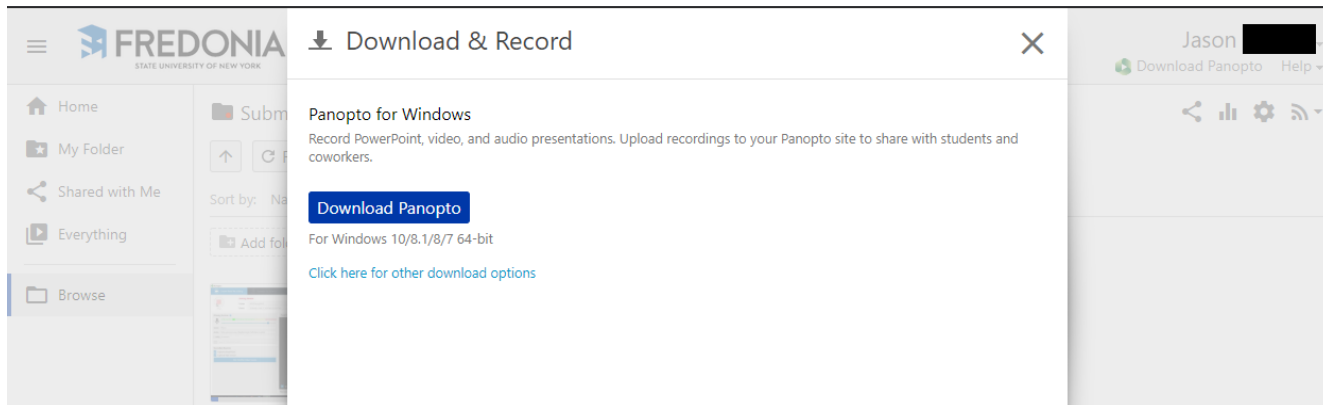 FREDONIA
STATE UNIVERSITY OF NEW YORK
Download & Record
Jason
Download Panopto Help
Home
My Folder
Shared with Me
Everything
Browse
Subm
Sort by: Na
Add fol
Panopto for Windows
Record PowerPoint, video, and audio presentations. Upload recordings to your Panopto site to share with students and
coworkers.
Download Panopto
For Windows 10/8.1/8/7 64-bit
Click here for other download options